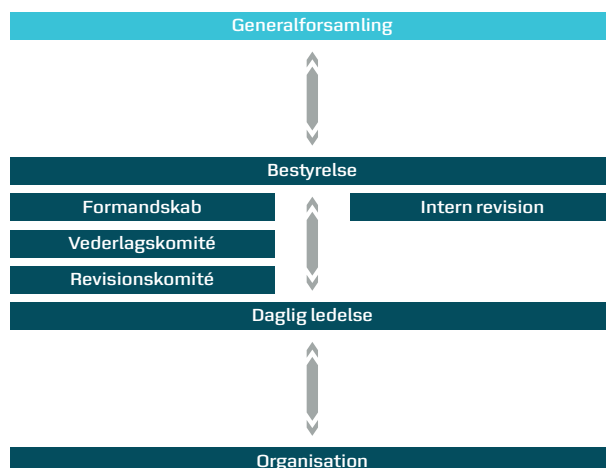 Generalforsamling
Bestyrelse
Formandskab
Intern revision
Vederlagskomité
Revisionskomité
Daglig ledelse
Organisation